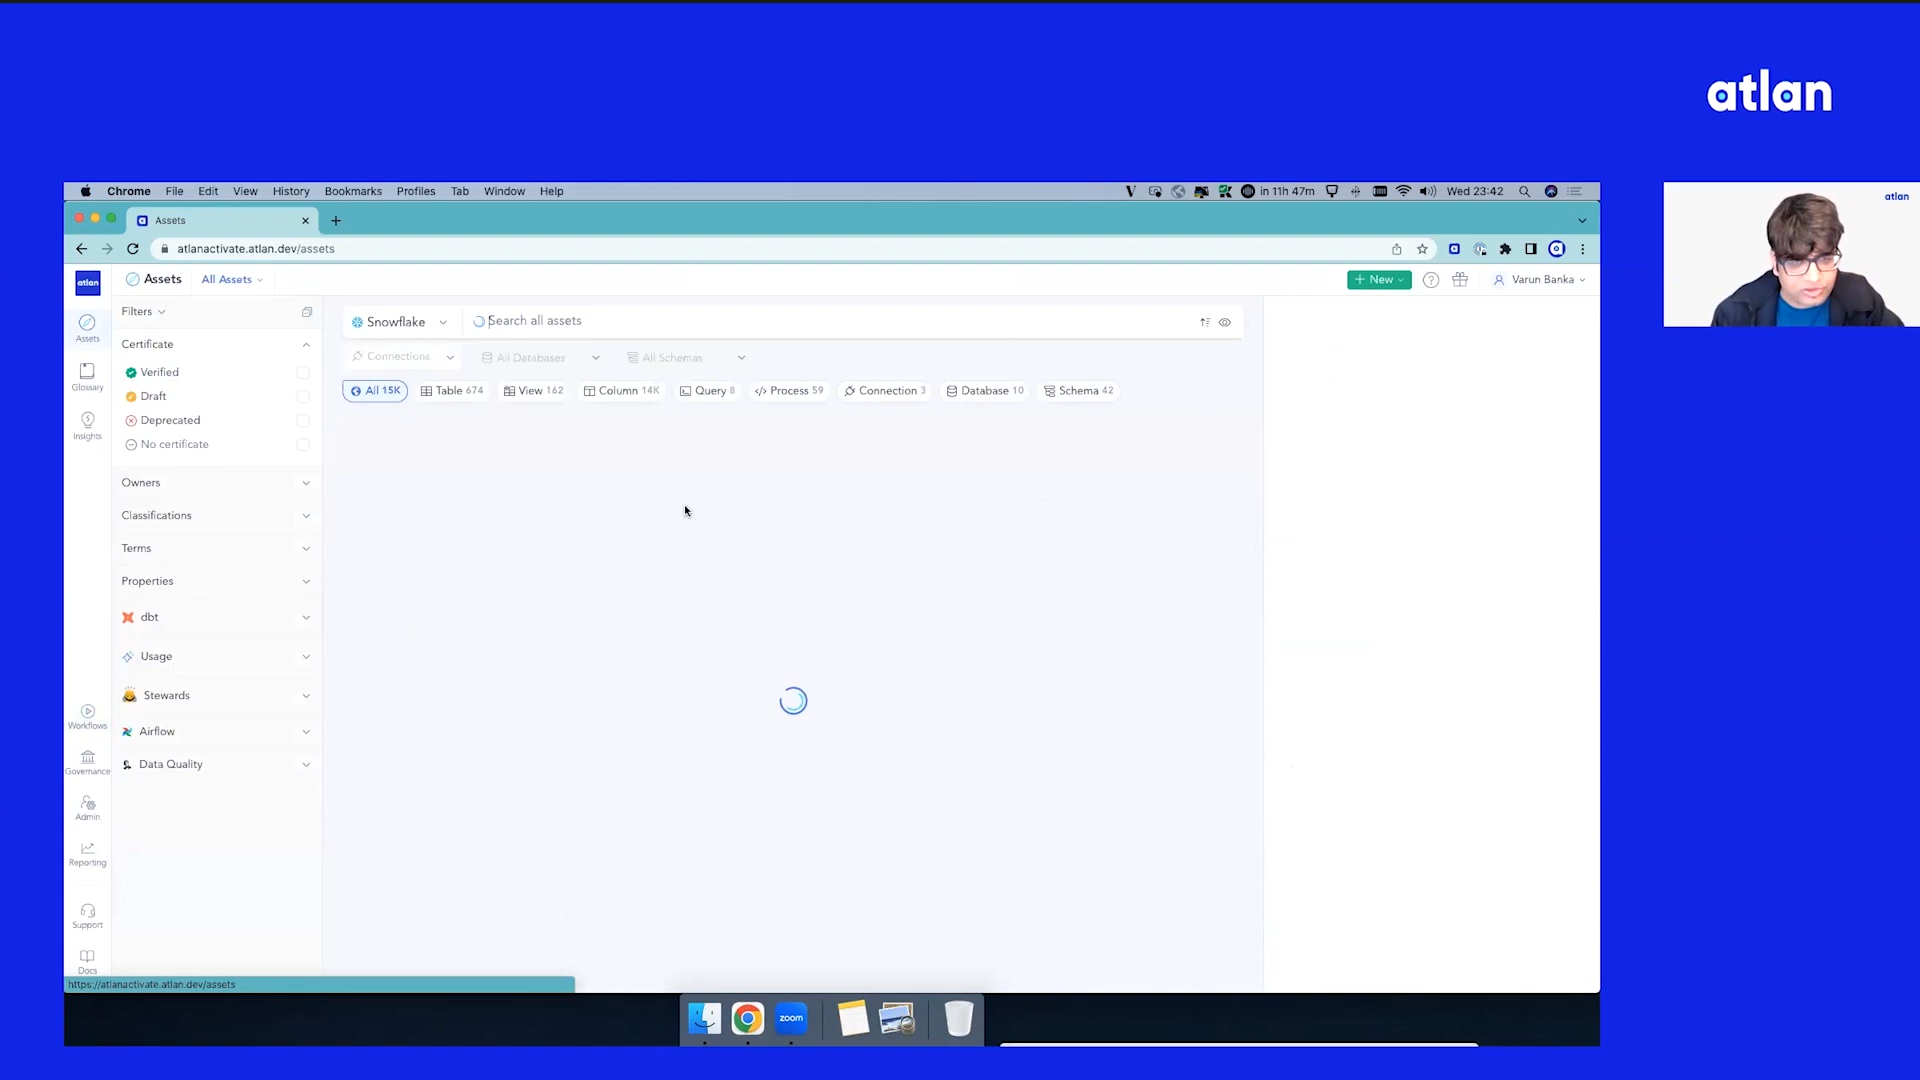 atlan
Chrome File Edit View History Bookmarks Profiles Tab Window Help
in 11h 47m Wed 23:42
atlan
Assets
atlanactivate.atlan.dev/assets
atlan
Assets
All Assets
+ New
Varun Banka
Assets
Glossary
Insights
Workflows
Governance
Admin
Reporting
Support
Docs
Filters
Certificate
Verified
Draft
Deprecated
No certificate
Owners
Classifications
Terms
Properties
dbt
Usage
Stewards
Airflow
Data Quality
Snowflake
Search all assets
Connections All Databases All Schemas
All 15K Table 674 View 162 Column 14K Query 8 Process 59 Connection 3 Database 10 Schema 42
https://atlanactivate.atlan.dev/assets
zoom